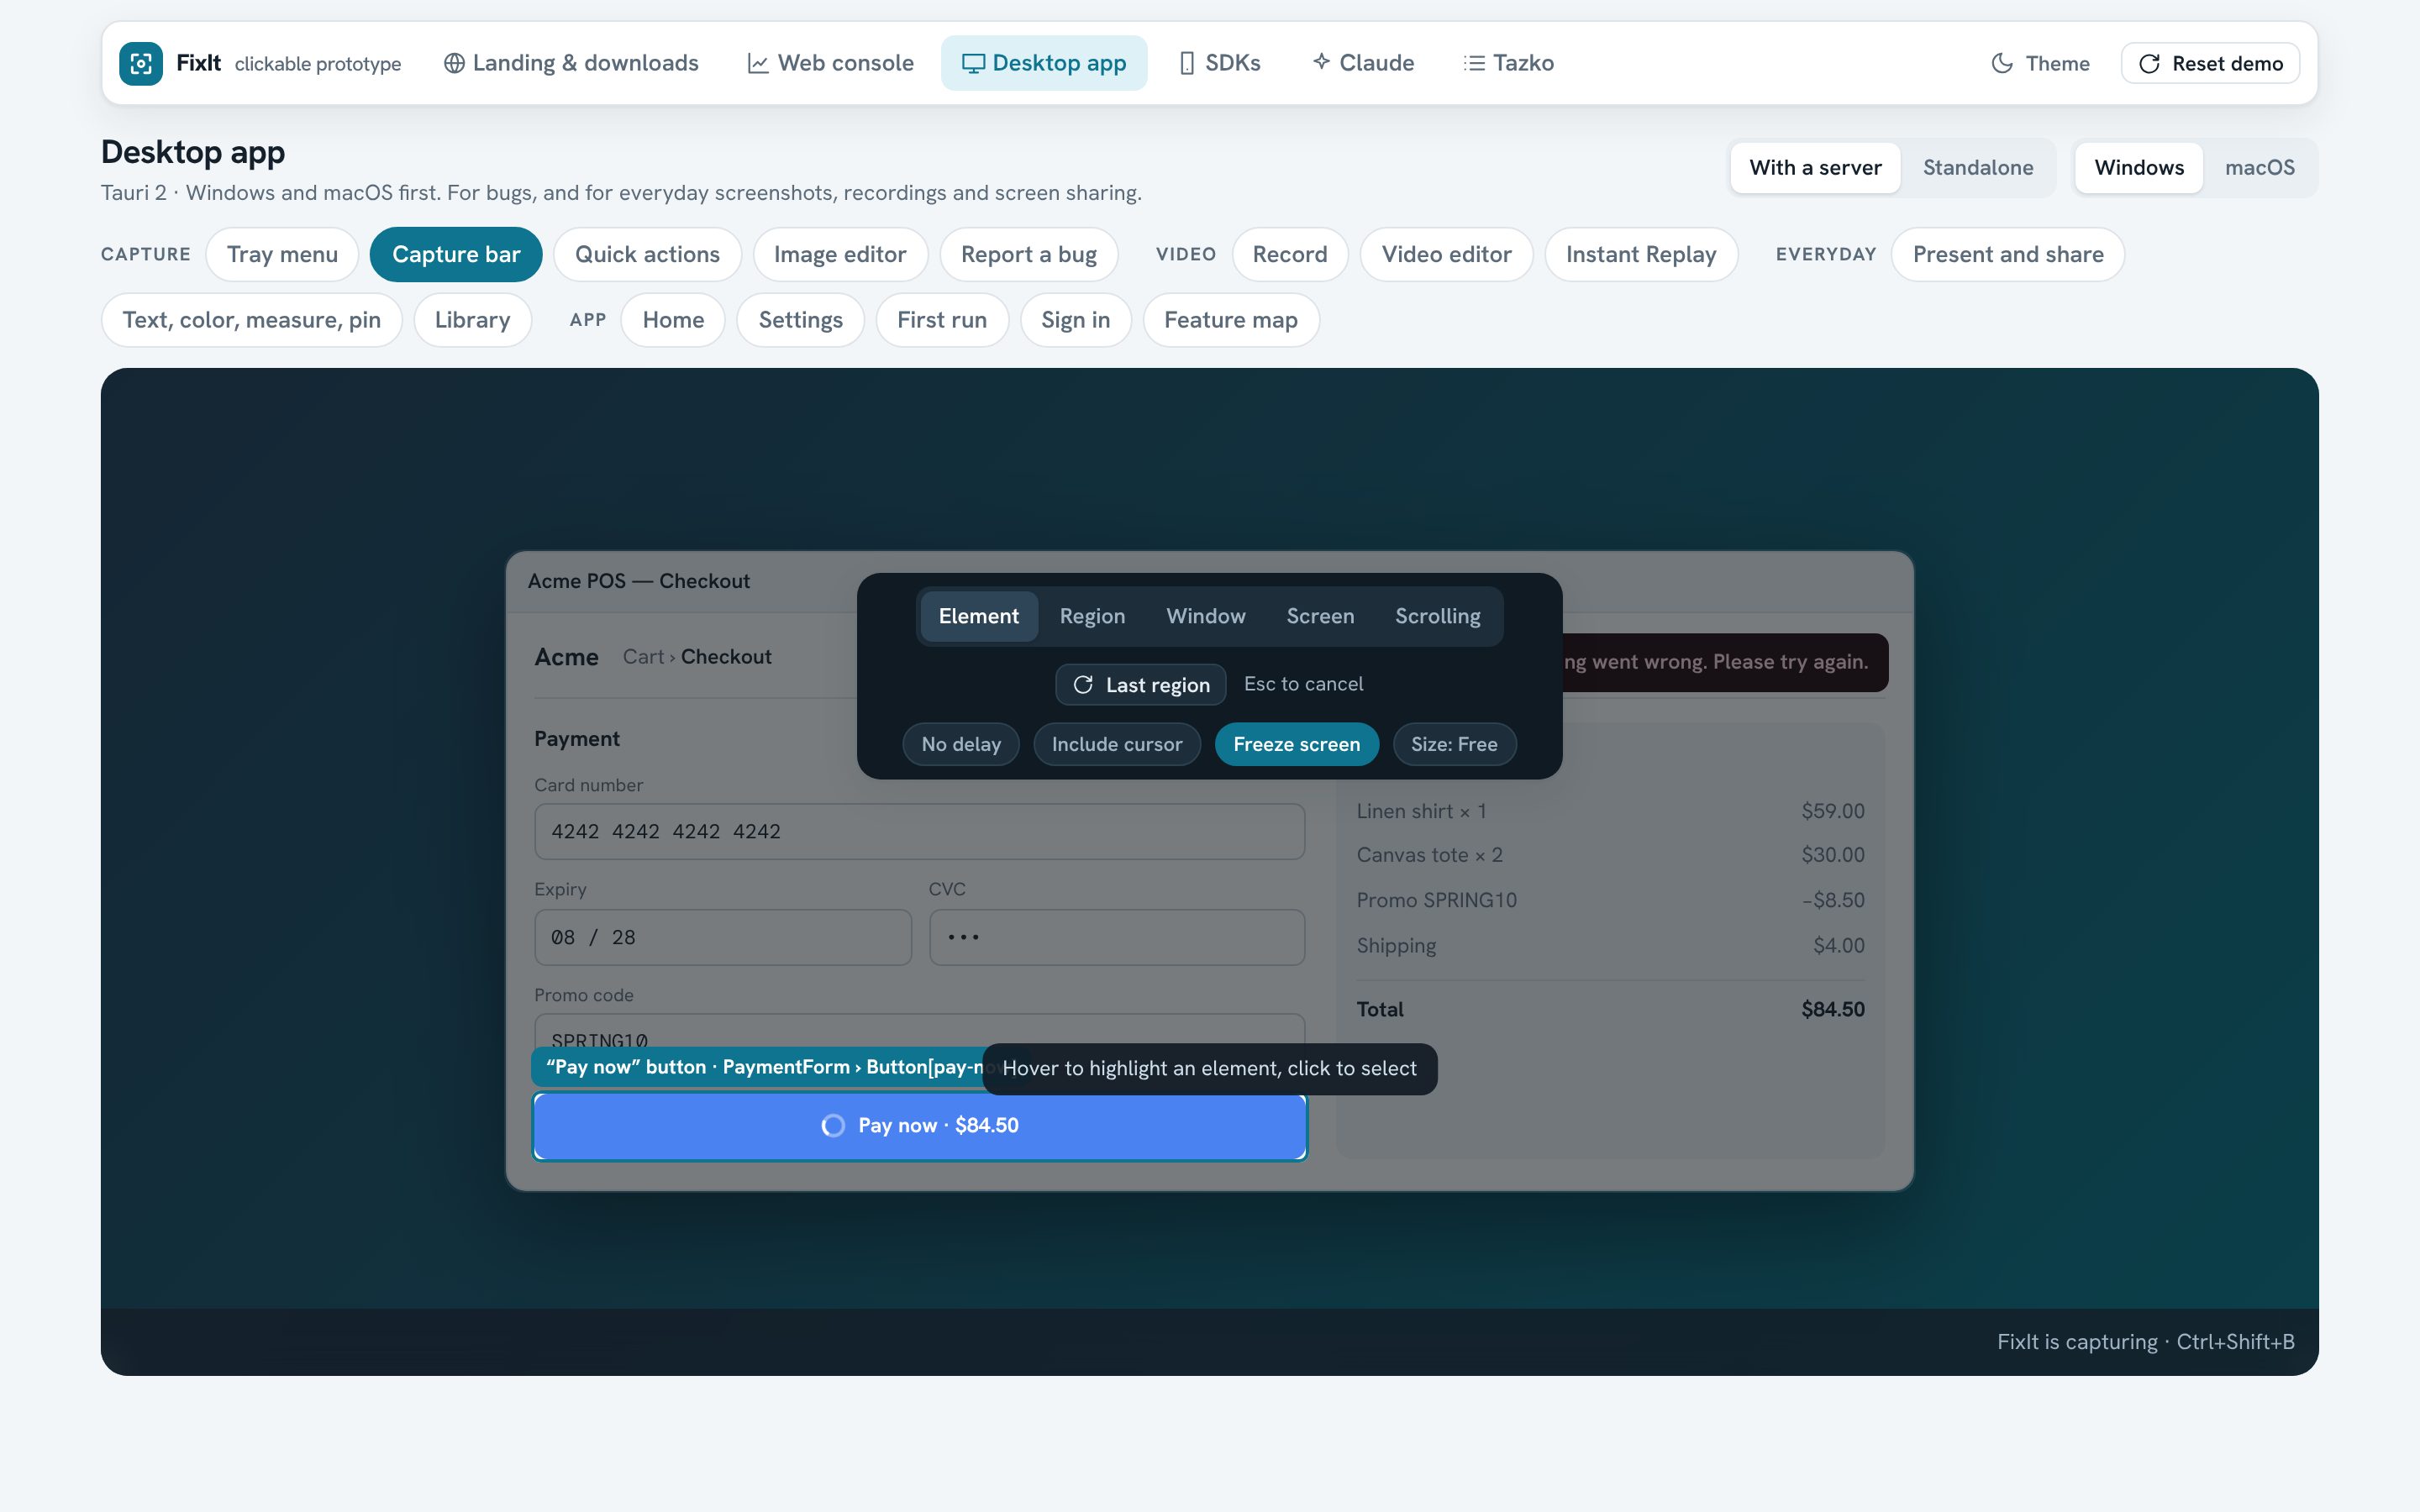 FixIt clickable prototype Landing & downloads Web console Desktop app SDKs Claude Tazko Theme Reset demo
Desktop app
Tauri 2 · Windows and macOS first. For bugs, and for everyday screenshots, recordings and screen sharing.
With a server Standalone Windows macOS
CAPTURE Tray menu Capture bar Quick actions Image editor Report a bug VIDEO Record Video editor Instant Replay EVERYDAY Present and share
Text, color, measure, pin Library APP Home Settings First run Sign in Feature map
Acme POS — Checkout
Element Region Window Screen Scrolling
Acme Cart › Checkout
went wrong. Please try again.
Last region Esc to cancel
No delay Include cursor Freeze screen Size: Free
Payment
Card number
4242 4242 4242 4242
Expiry CVC
08 / 28 •••
Promo code
SPRING10
Linen shirt × 1 $59.00
Canvas tote × 2 $30.00
Promo SPRING10 −$8.50
Shipping $4.00
Total $84.50
“Pay now” button · PaymentForm › Button[pay-
Hover to highlight an element, click to select
Pay now · $84.50
FixIt is capturing · Ctrl+Shift+B